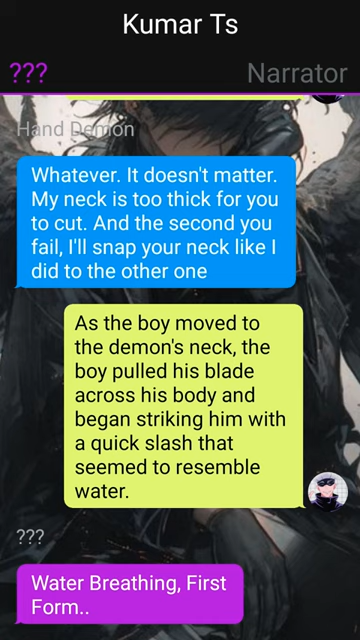 Kumar Ts
??? Narrator
Hand Demon
Whatever. It doesn't matter.
My neck is too thick for you
to cut. And the second you
fail, I'll snap your neck like I
did to the other one
As the boy moved to
the demon's neck, the
boy pulled his blade
across his body and
began striking him with
a quick slash that
seemed to resemble
water.
???
Water Breathing, First
Form..